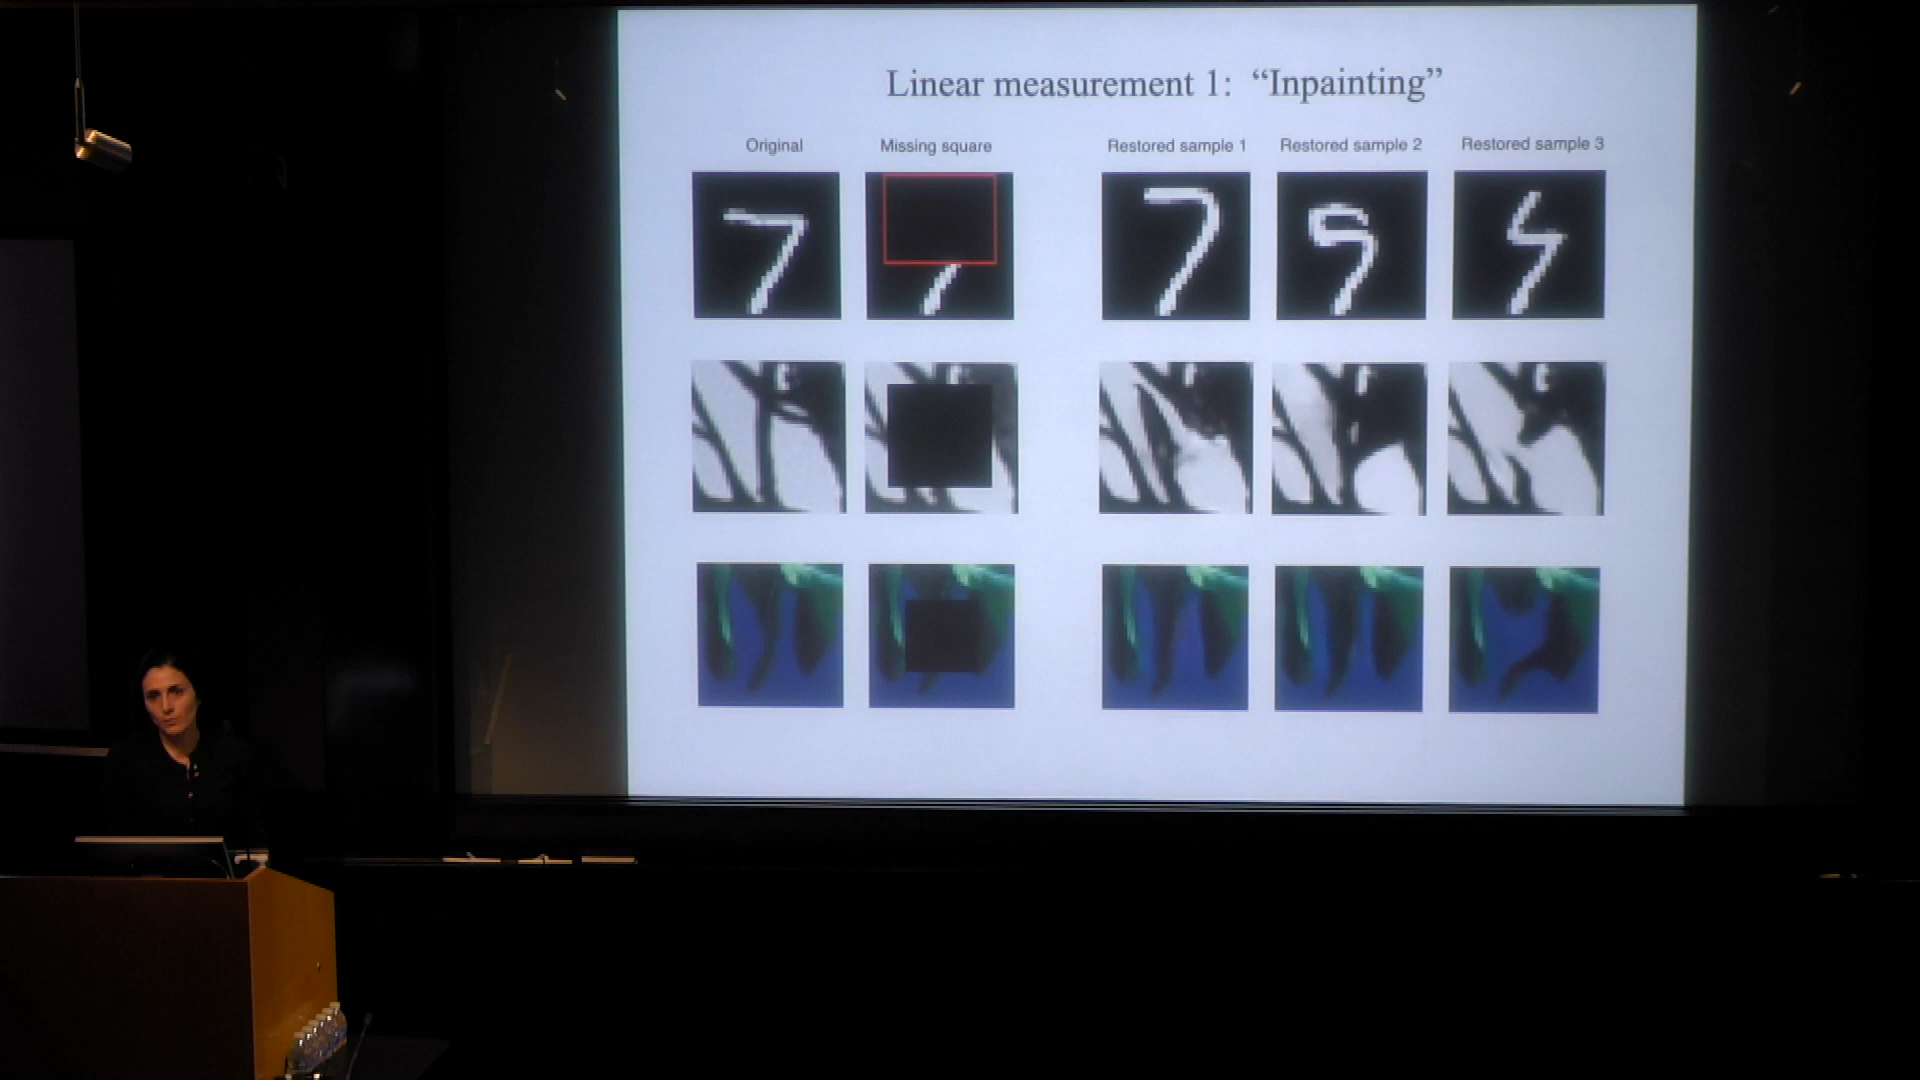 Linear measurement 1: “Inpainting”
Original
Missing square
Restored sample 1
Restored sample 2
Restored sample 3